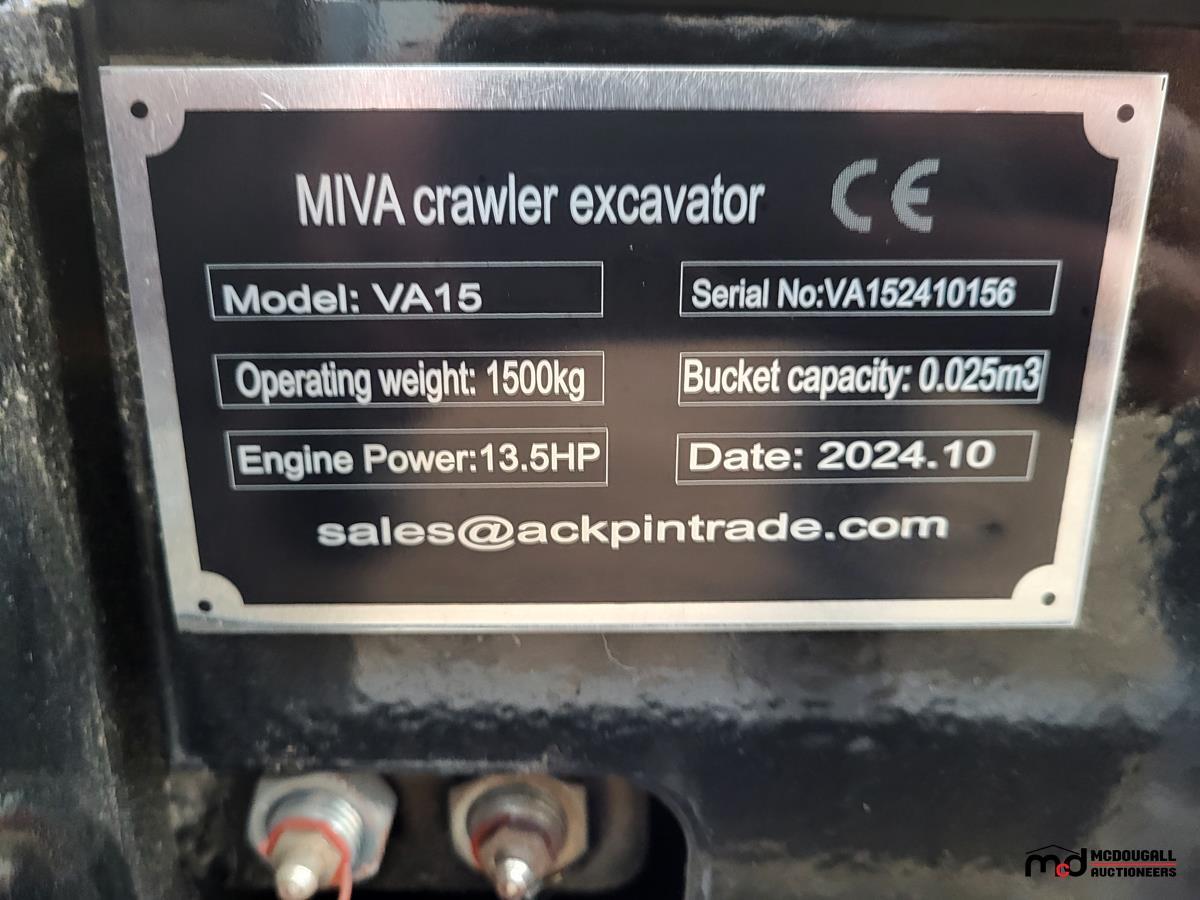 MIVA crawler excavator CE
Model: VA15
Serial No:VA152410156
Operating weight: 1500kg
Bucket capacity: 0.025m3
Engine Power:13.5HP
Date: 2024.10
sales@ackpintrade.com
mcd MCDOUGALL
AUCTIONEERS